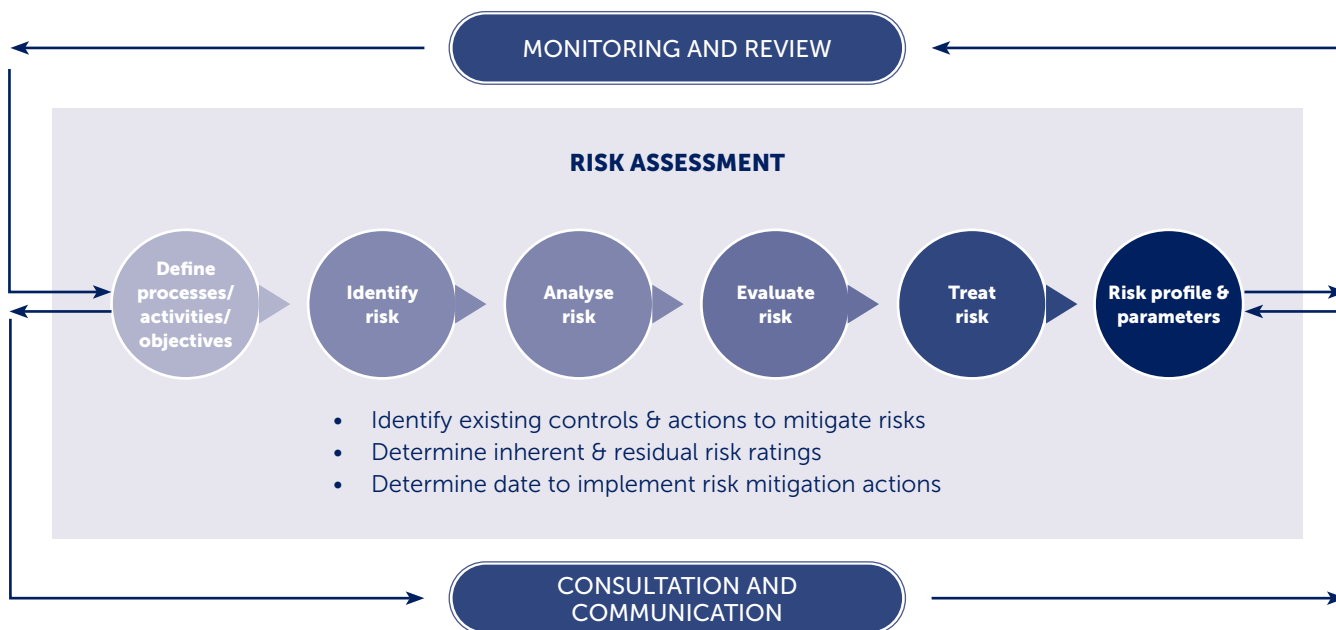 MONITORING AND REVIEW
RISK ASSESSMENT
Define
processes/
activities/
objectives
Identify
risk
Analyse
risk
Evaluate
risk
Treat
risk
Risk profile &
parameters
• Identify existing controls & actions to mitigate risks
• Determine inherent & residual risk ratings
• Determine date to implement risk mitigation actions
CONSULTATION AND
COMMUNICATION